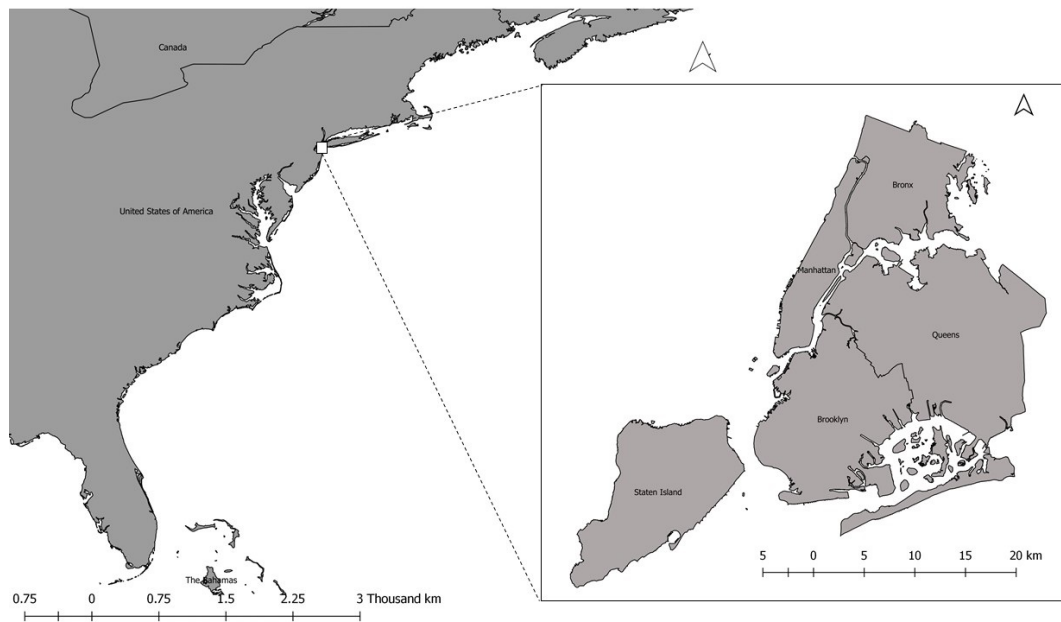 Canada
United States of America
The Bahamas
0.75 0 0.75 1.5 2.25 3 Thousand km
Bronx
Manhattan
Queens
Brooklyn
Staten Island
5 0 5 10 15 20 km